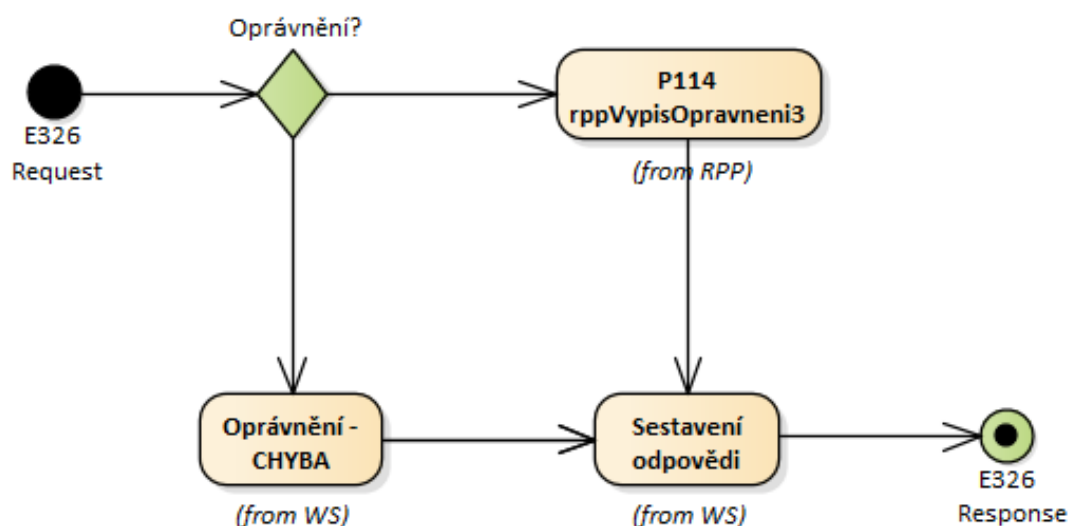 Oprávnění?
E326
Request
P114
rppVypisOpravneni3
(from RPP)
Oprávnění -
CHYBA
(from WS)
Sestavení
odpovědi
(from WS)
E326
Response